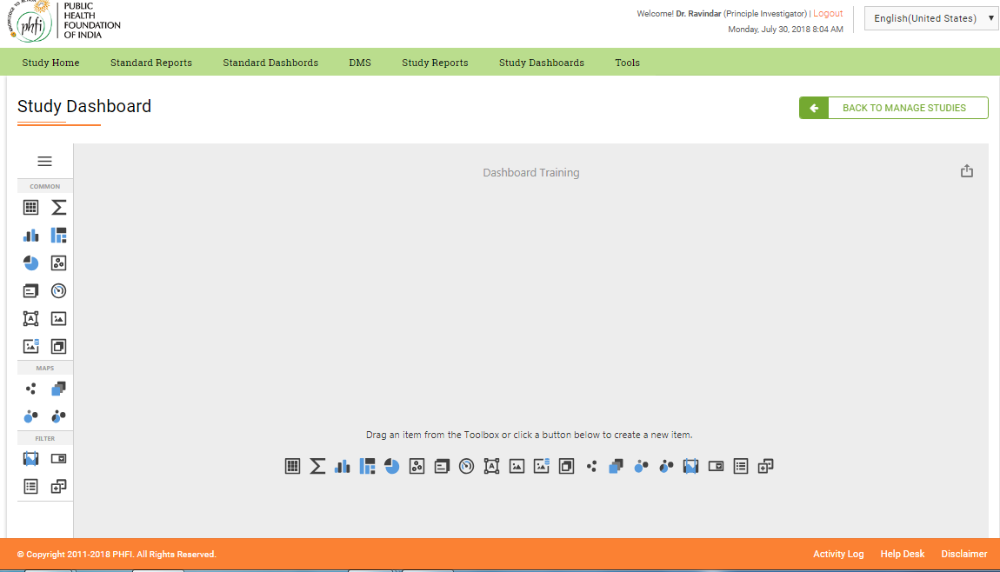 KNOWLEDGE TO ACTION
phfi
PUBLIC
HEALTH
FOUNDATION
OF INDIA
Welcome! Dr. Ravindar (Principle Investigator) | Logout
Monday, July 30, 2018 8:04 AM
English(United States)
Study Home Standard Reports Standard Dashbords DMS Study Reports Study Dashboards Tools
Study Dashboard
BACK TO MANAGE STUDIES
Dashboard Training
COMMON
A
MAPS
FILTER
Drag an item from the Toolbox or click a button below to create a new item.
A
© Copyright 2011-2018 PHFI. All Rights Reserved.
Activity Log Help Desk Disclaimer